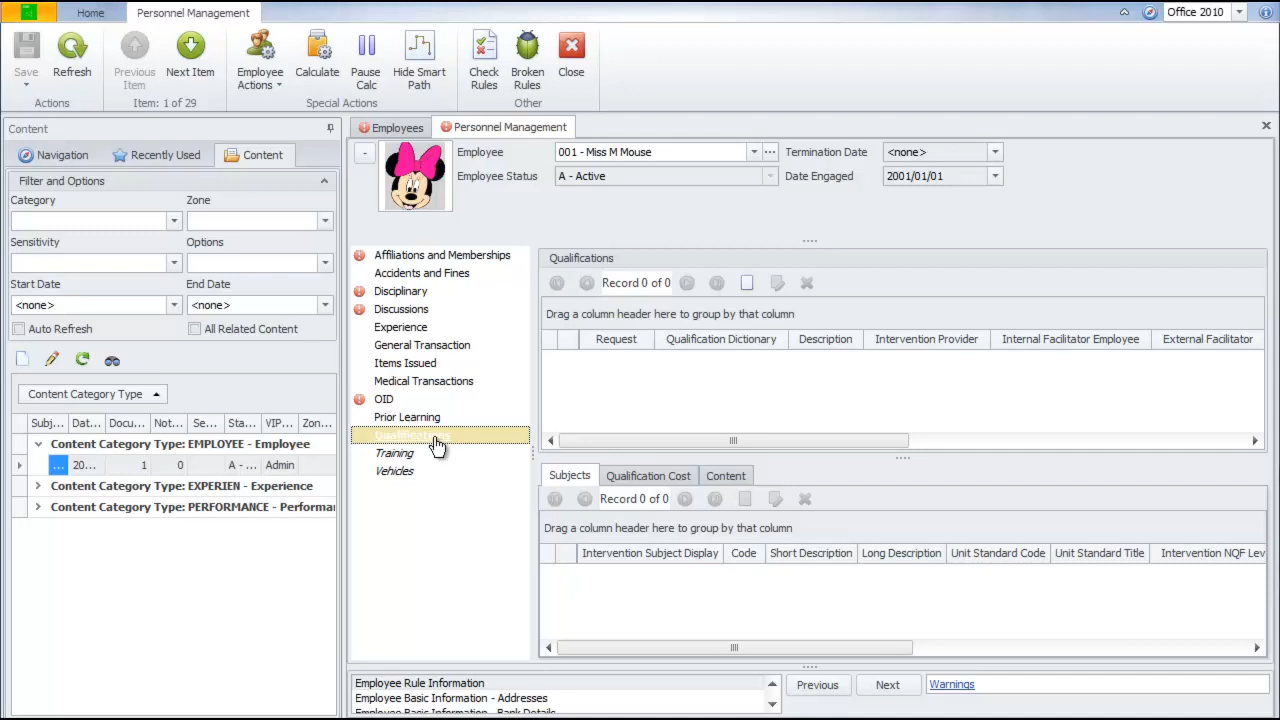 Home
Personnel Management
Office 2010
Save
Refresh
Previous Item
Next Item
Employee Actions
Calculate
Pause Calc
Hide Smart Path
Check Rules
Broken Rules
Close
Actions
Item: 1 of 29
Special Actions
Other
Content
Navigation
Recently Used
Content
Filter and Options
Category
Zone
Sensitivity
Options
Start Date
End Date
<none>
<none>
Auto Refresh
All Related Content
Content Category Type
Subj... Dat... Docu... Not... Se... Sta... VIP... Zon...
Content Category Type: EMPLOYEE - Employee
... 20... 1 0 A - ... Admin
Content Category Type: EXPERIEN - Experience
Content Category Type: PERFORMANCE - Performa
Employees
Personnel Management
Employee
001 - Miss M Mouse
Termination Date
<none>
Employee Status
A - Active
Date Engaged
2001/01/01
Affiliations and Memberships
Accidents and Fines
Disciplinary
Discussions
Experience
General Transaction
Items Issued
Medical Transactions
OID
Prior Learning
Qualifications
Training
Vehicles
Qualifications
Record 0 of 0
Drag a column header here to group by that column
Request
Qualification Dictionary
Description
Intervention Provider
Internal Facilitator Employee
External Facilitator
Subjects
Qualification Cost
Content
Record 0 of 0
Drag a column header here to group by that column
Intervention Subject Display
Code
Short Description
Long Description
Unit Standard Code
Unit Standard Title
Intervention NQF Lev
Employee Rule Information
Employee Basic Information - Addresses
Employee Basic Information - Bank Details
Previous
Next
Warnings